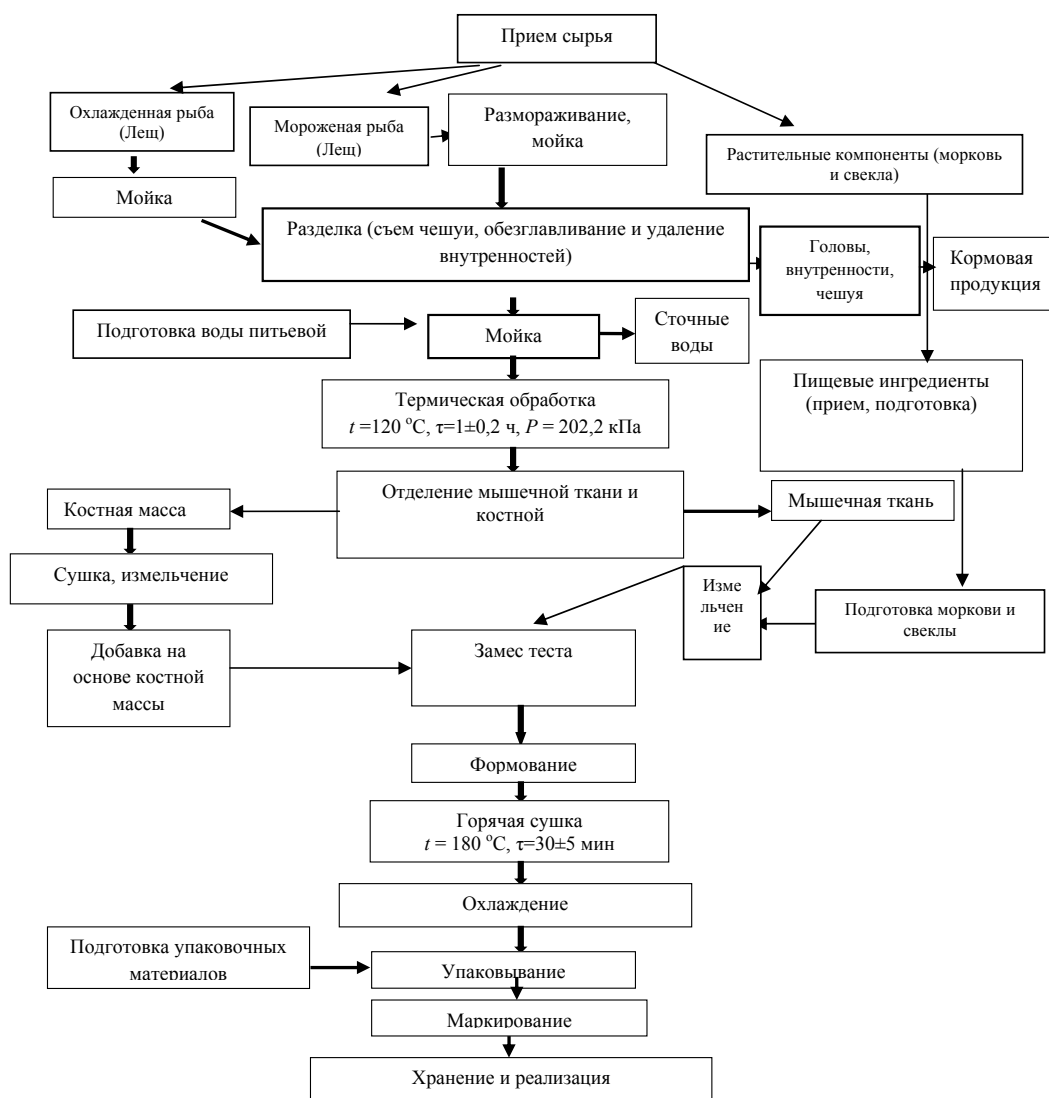 Прием сырья
Охлажденная рыба
(Лещ)
Мороженая рыба
(Лещ)
Размораживание,
мойка
Растительные компоненты (морковь
и свекла)
Мойка
Разделка (съем чешуи, обезглавливание и удаление
внутренностей)
Головы,
внутренности,
чешуя
Кормовая
продукция
Подготовка воды питьевой
Мойка
Сточные
воды
Термическая обработка
t =120 °С, τ=1±0,2 ч, P = 202,2 кПа
Пищевые ингредиенты
(прием, подготовка)
Отделение мышечной ткани и
костной
Костная масса
Мышечная ткань
Сушка, измельчение
Изме
льчен
ие
Подготовка моркови и
свеклы
Добавка на
основе костной
массы
Замес теста
Формование
Горячая сушка
t = 180 °С, τ=30±5 мин
Охлаждение
Подготовка упаковочных
материалов
Упаковывание
Маркирование
Хранение и реализация